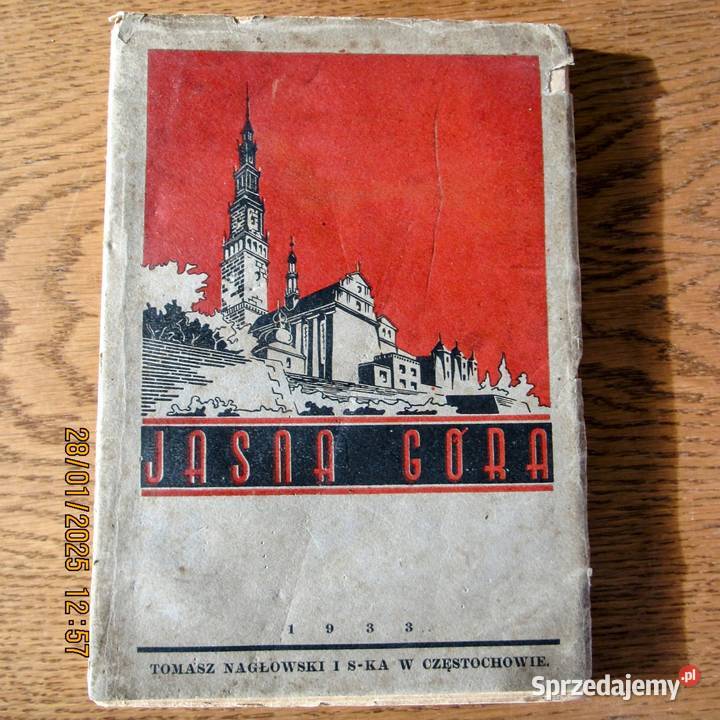 JASNA GÓRA
1933
TOMASZ NAGŁOWSKI I S-KA W CZĘSTOCHOWIE.
28/01/2025 12:57
Sprzedajemy.pl